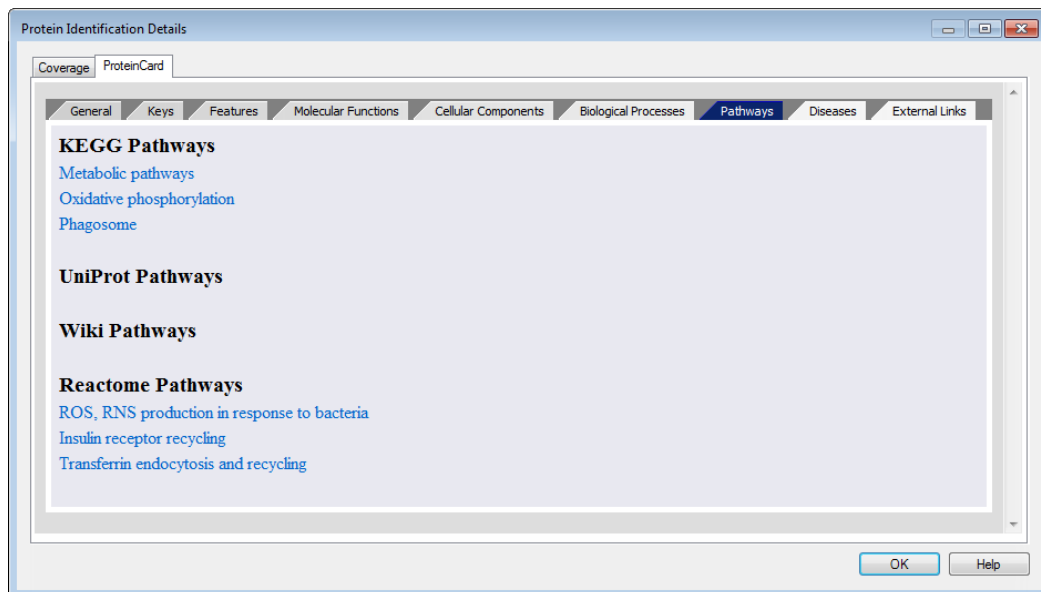 Protein Identification Details
Coverage ProteinCard
General Keys Features Molecular Functions Cellular Components Biological Processes Pathways Diseases External Links
KEGG Pathways
Metabolic pathways
Oxidative phosphorylation
Phagosome
UniProt Pathways
Wiki Pathways
Reactome Pathways
ROS, RNS production in response to bacteria
Insulin receptor recycling
Transferrin endocytosis and recycling
OK Help